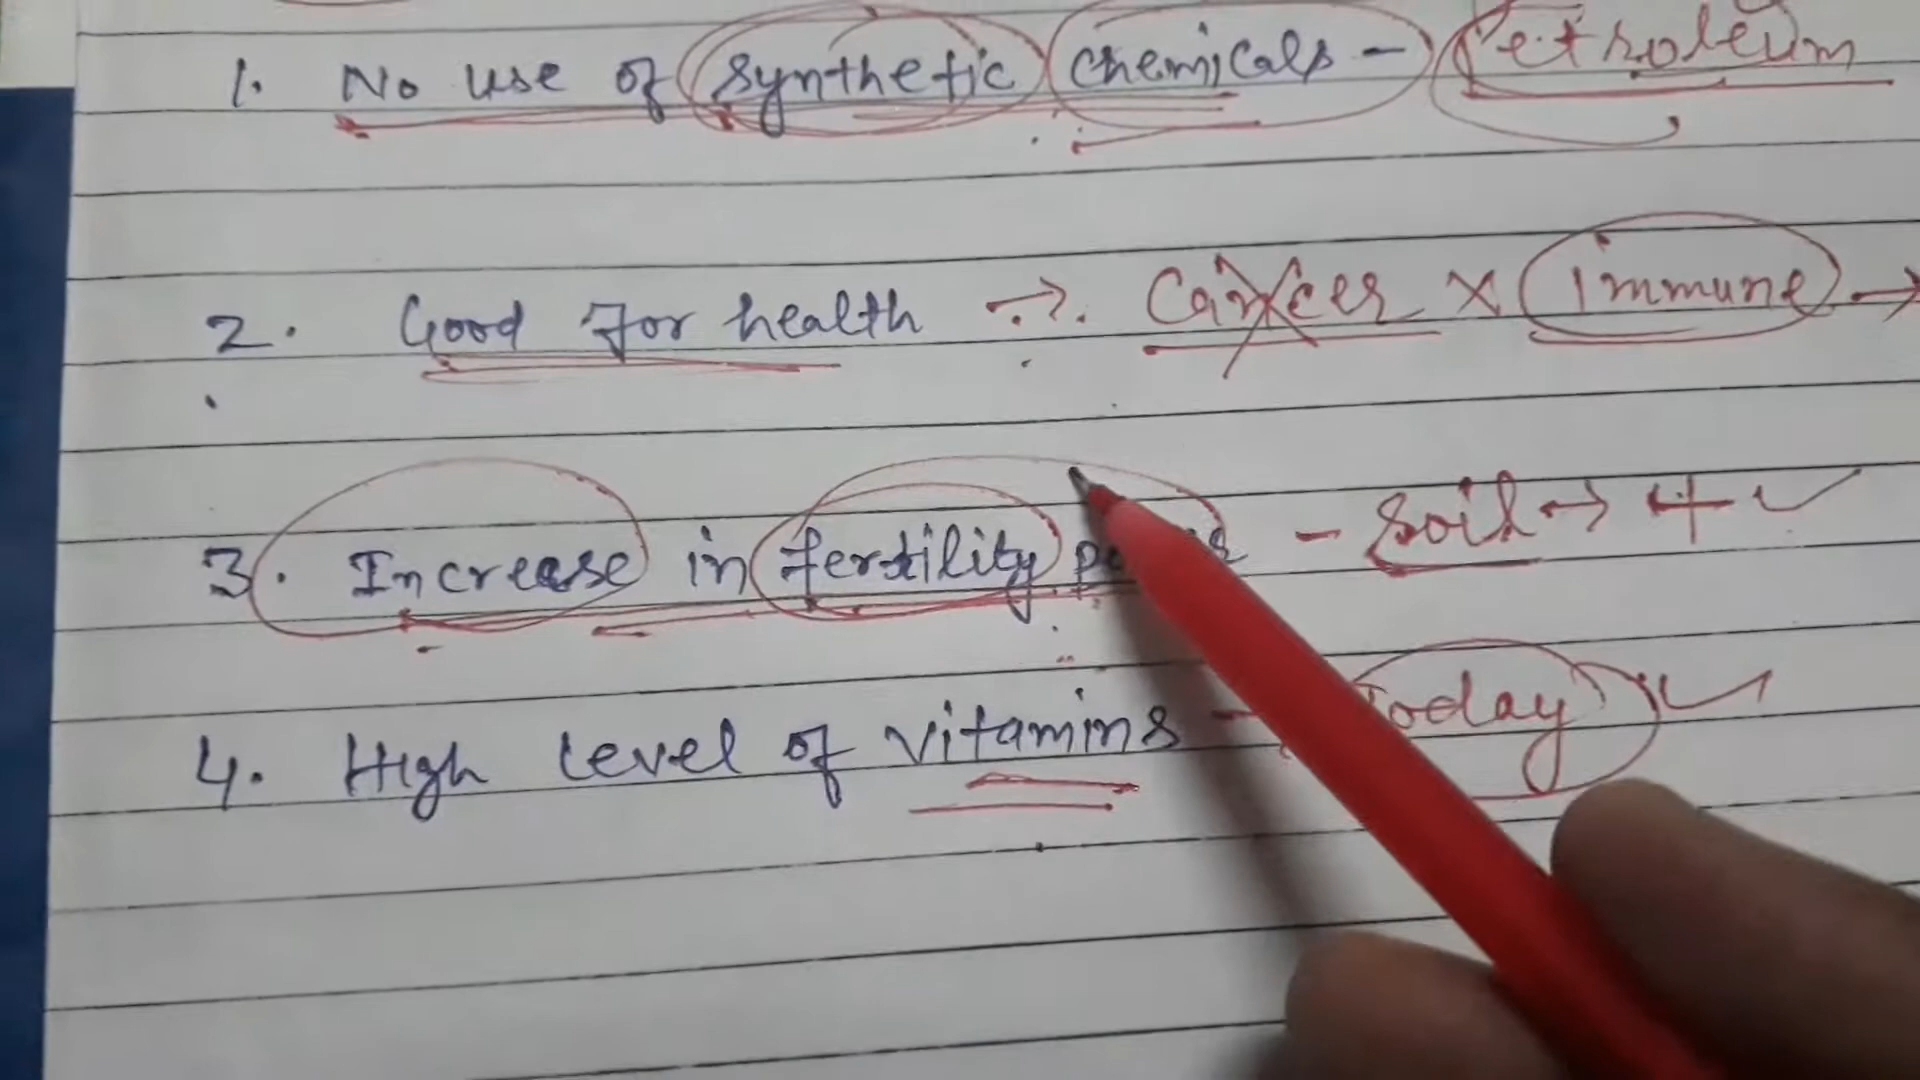 1. No use of synthetic chemicals - Petroleum
2. Good for health → Cancer × immune →
3. Increase in fertility - Soil → + ✓
4. High level of vitamins - Today ✓